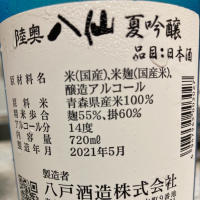 陸奥 八仙 夏吟醸
品目:日本酒
原材料名 米(国産)、米麹(国産米)、
醸造アルコール
原料米 青森県産米100%
精米歩合 麹55%、掛60%
アルコール分 14度
内容量 720㎖
製造年月 2021年5月
製造者
八戸酒造株式会社